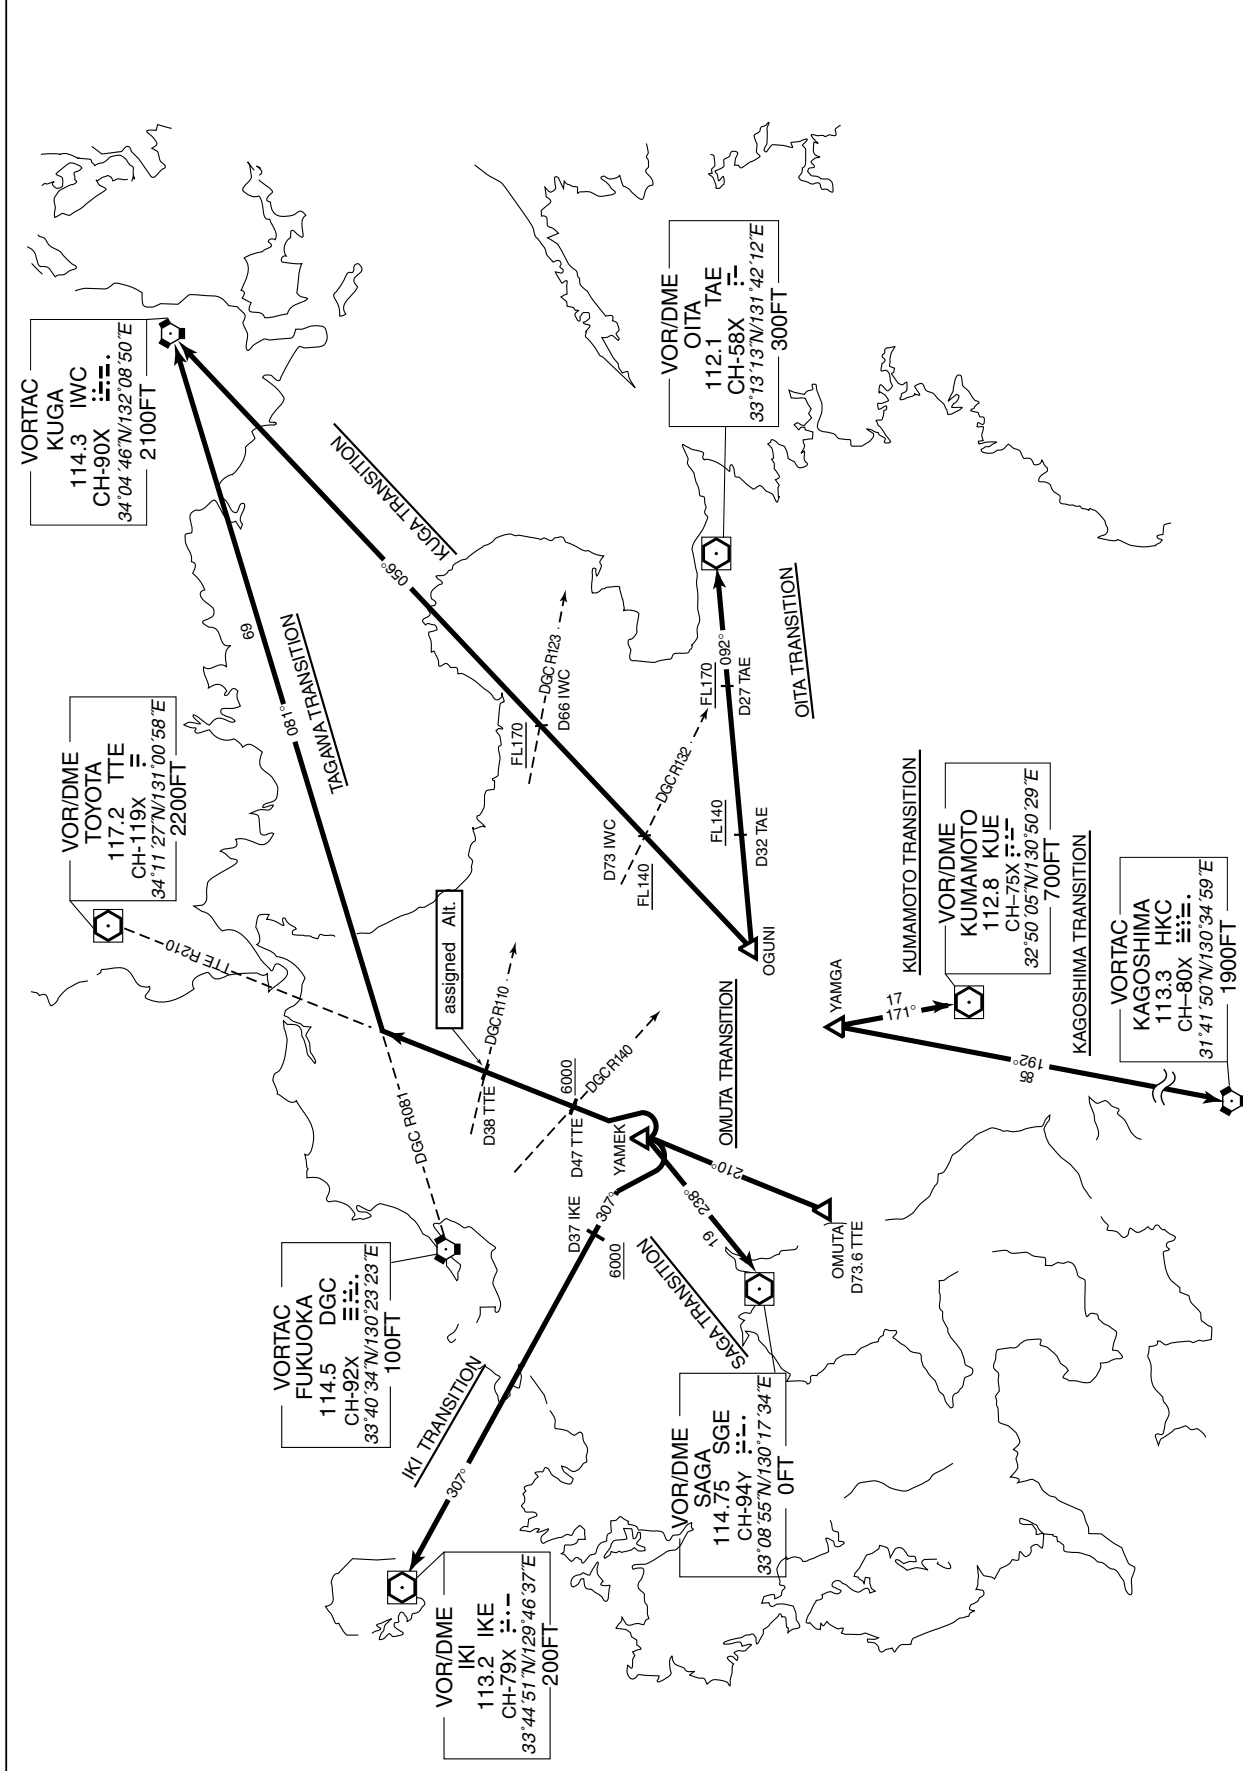 VORTAC
KUGA
114.3 IWC
CH-90X
34°04´46˝N/132°08´50˝E
2100FT
VOR/DME
TOYOTA
117.2 TTE
CH-119X
34°11´27˝N/131°00´58˝E
2200FT
VORTAC
FUKUOKA
114.5 DGC
CH-92X
33°40´34˝N/130°23´23˝E
100FT
VOR/DME
IKI
113.2 IKE
CH-79X
33°44´51˝N/129°46´37˝E
200FT
VOR/DME
SAGA
114.75 SGE
CH-94Y
33°08´55˝N/130°17´34˝E
0FT
VOR/DME
OITA
112.1 TAE
CH-58X
33°13´13˝N/131°42´12˝E
300FT
VOR/DME
KUMAMOTO
112.8 KUE
CH-75X
32°50´05˝N/130°50´29˝E
700FT
VORTAC
KAGOSHIMA
113.3 HKC
CH-80X
31°41´50˝N/130°34´59˝E
1900FT
TAGAWA TRANSITION
081°
69
KUGA TRANSITION
056°
FL170
DGC R123
D66 IWC
D73 IWC
FL140
DGC R132
OITA TRANSITION
092°
FL170
D27 TAE
FL140
D32 TAE
OGUNI
TTE R210
DGC R081
assigned Alt.
DGC R110
D38 TTE
6000
DGC R140
D47 TTE
YAMEK
OMUTA TRANSITION
210°
OMUTA
D73.6 TTE
SAGA TRANSITION
238°
19
IKI TRANSITION
307°
307°
D37 IKE
6000
YAMGA
KUMAMOTO TRANSITION
17
171°
KAGOSHIMA TRANSITION
192°
85